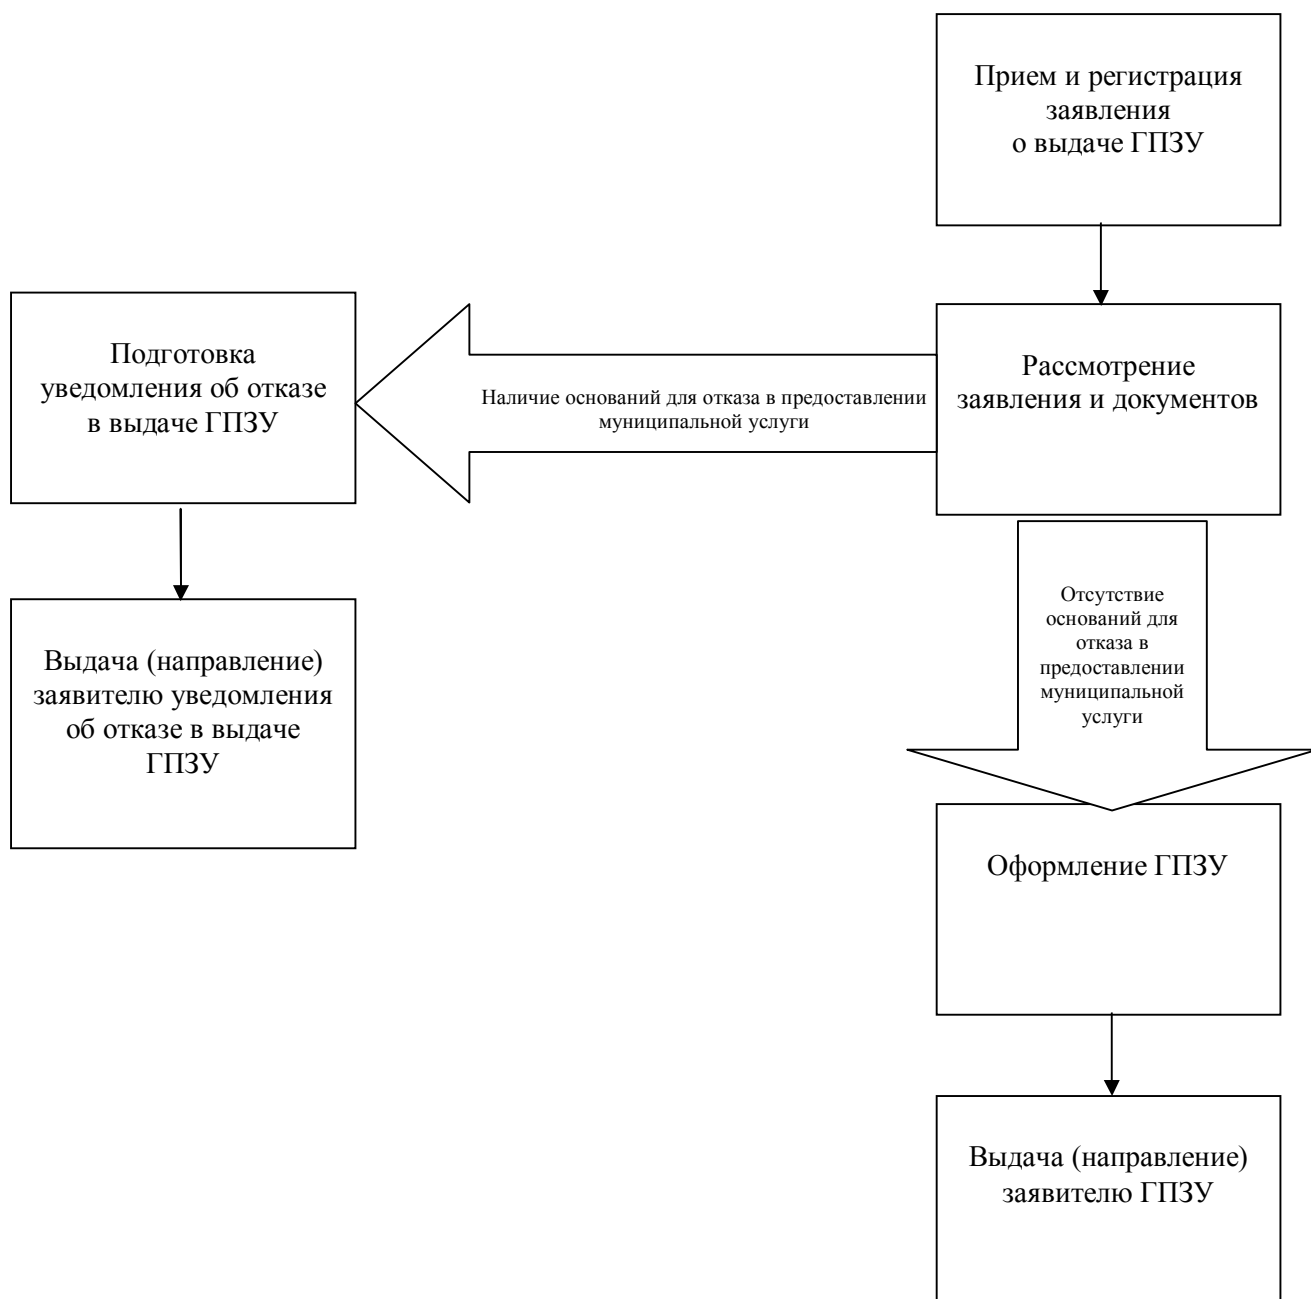 Прием и регистрация
заявления
о выдаче ГПЗУ
Рассмотрение
заявления и документов
Наличие оснований для отказа в предоставлении
муниципальной услуги
Подготовка
уведомления об отказе
в выдаче ГПЗУ
Выдача (направление)
заявителю уведомления
об отказе в выдаче
ГПЗУ
Отсутствие
оснований для
отказа в
предоставлении
муниципальной
услуги
Оформление ГПЗУ
Выдача (направление)
заявителю ГПЗУ